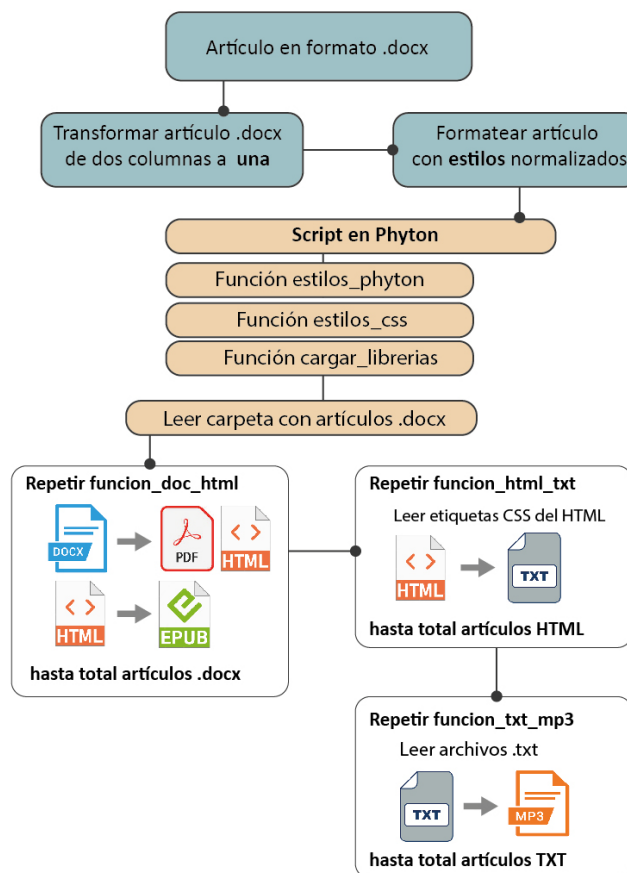 Artículo en formato .docx
Transformar artículo .docx
de dos columnas a una
Formatear artículo
con estilos normalizados
Script en Phyton
Función estilos_phyton
Función estilos_css
Función cargar_librerias
Leer carpeta con artículos .docx
Repetir funcion_doc_html
DOCX
PDF
HTML
HTML
EPUB
hasta total artículos .docx
Repetir funcion_html_txt
Leer etiquetas CSS del HTML
HTML
TXT
hasta total artículos HTML
Repetir funcion_txt_mp3
Leer archivos .txt
TXT
MP3
hasta total artículos TXT